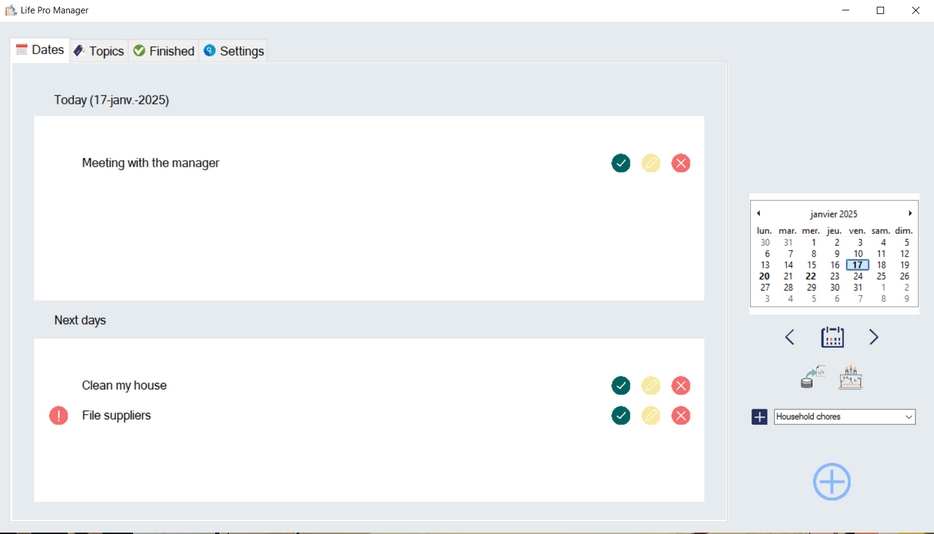 Life Pro Manager
Dates Topics Finished Settings
Today (17-janv.-2025)
Meeting with the manager
Next days
Clean my house
File suppliers
janvier 2025
lun. mar. mer. jeu. ven. sam. dim.
30 31 1 2 3 4 5
6 7 8 9 10 11 12
13 14 15 16 17 18 19
20 21 22 23 24 25 26
27 28 29 30 31 1 2
3 4 5 6 7 8 9
Household chores